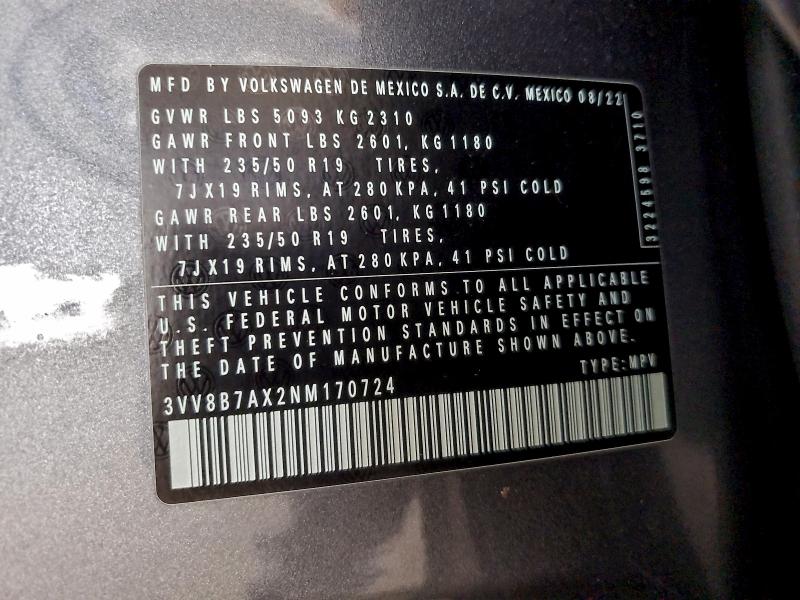 MFD BY VOLKSWAGEN DE MEXICO S.A. DE C.V. MEXICO 08/22
GVWR LBS 5093 KG 2310
GAWR FRONT LBS 2601, KG 1180
WITH 235/50 R19 TIRES,
7JX19 RIMS, AT 280 KPA, 41 PSI COLD
GAWR REAR LBS 2601, KG 1180
WITH 235/50 R19 TIRES,
7JX19 RIMS, AT 280 KPA, 41 PSI COLD
3224598 3710
THIS VEHICLE CONFORMS TO ALL APPLICABLE
U.S. FEDERAL MOTOR VEHICLE SAFETY AND
THEFT PREVENTION STANDARDS IN EFFECT ON
THE DATE OF MANUFACTURE SHOWN ABOVE.
TYPE:MPV
3VV8B7AX2NM170724